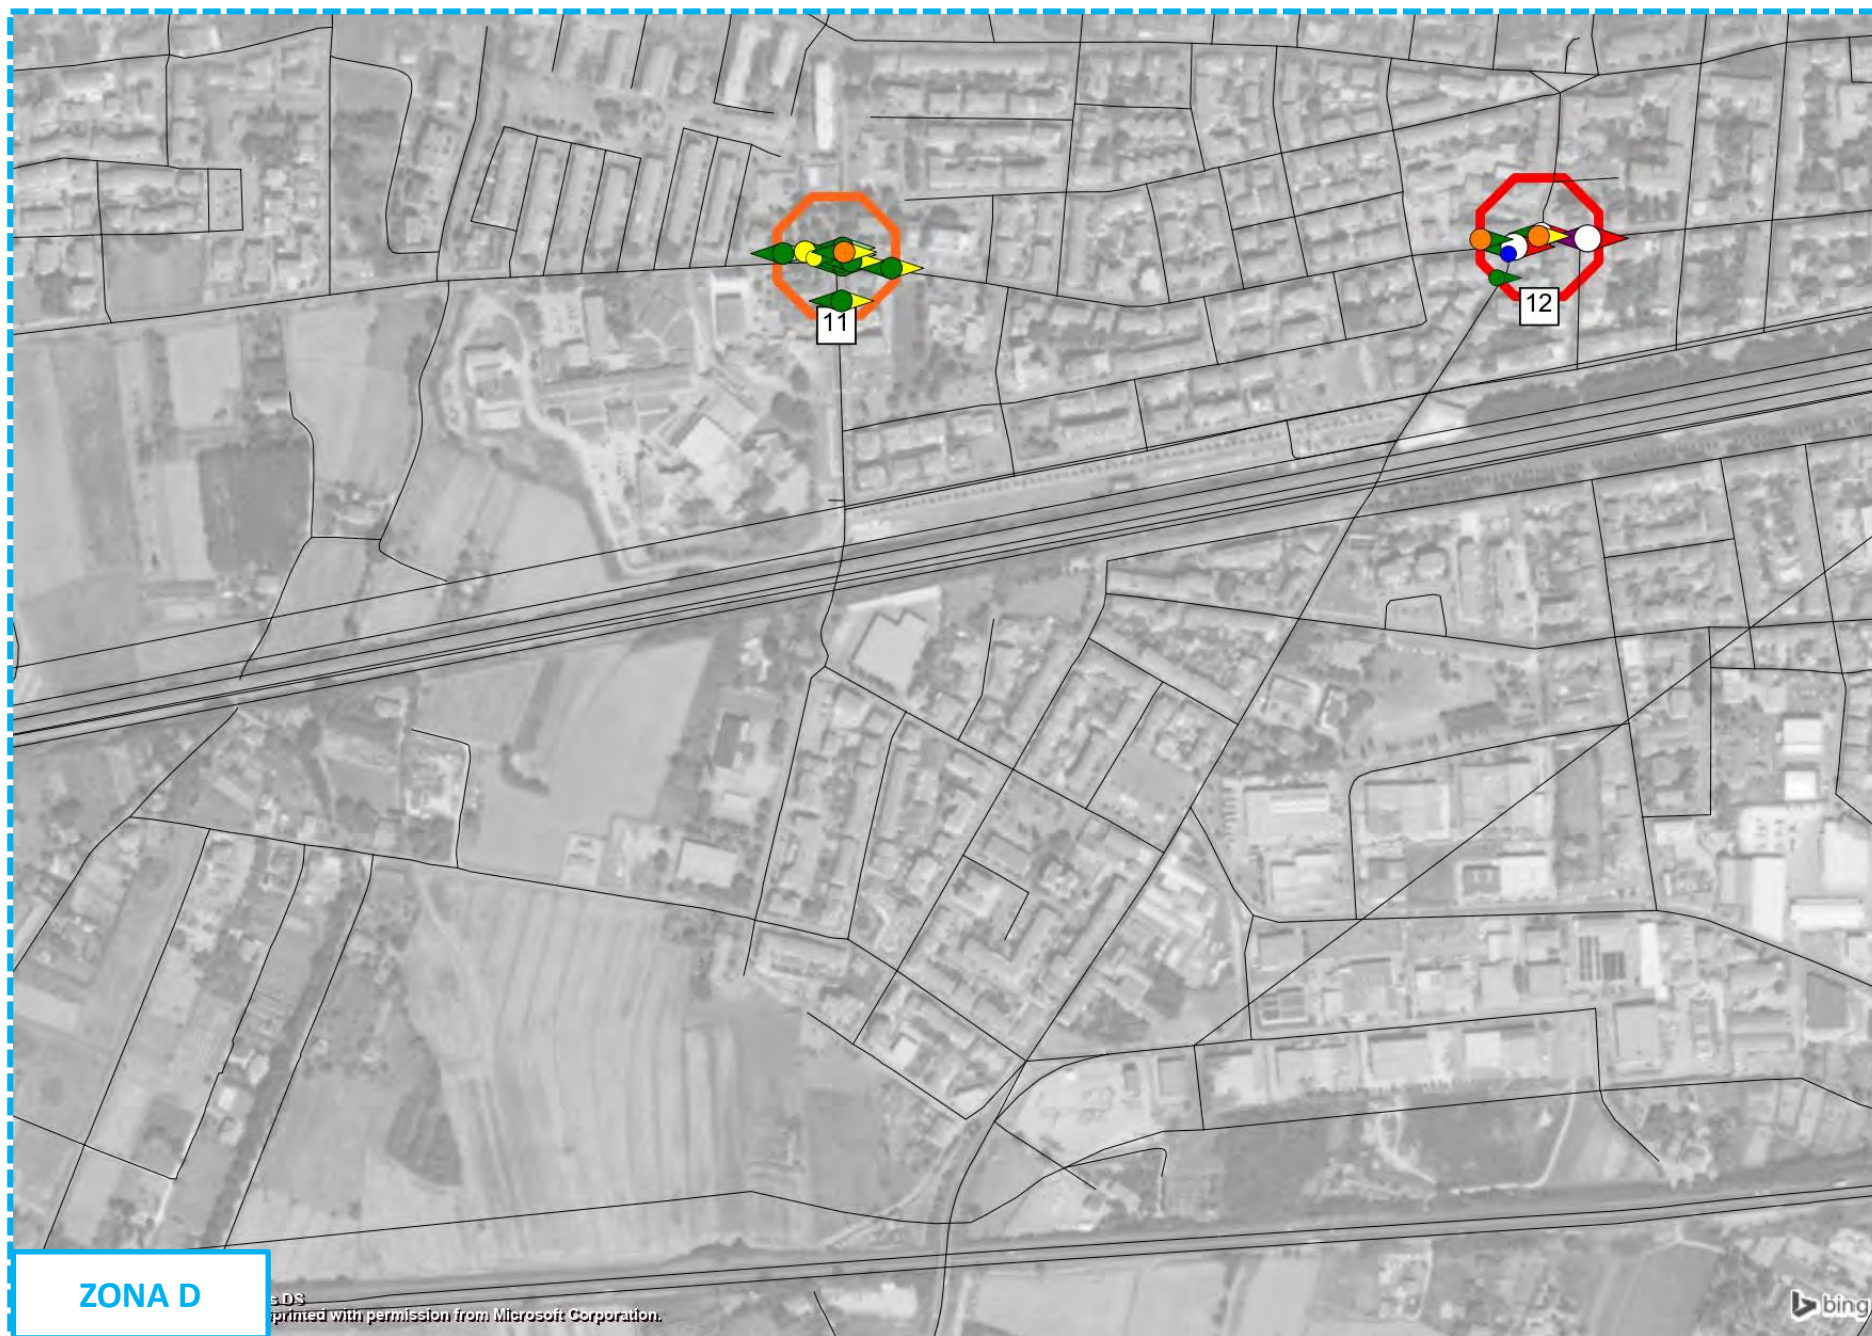 11
12
ZONA D
s DS
printed with permission from Microsoft Corporation.
bing